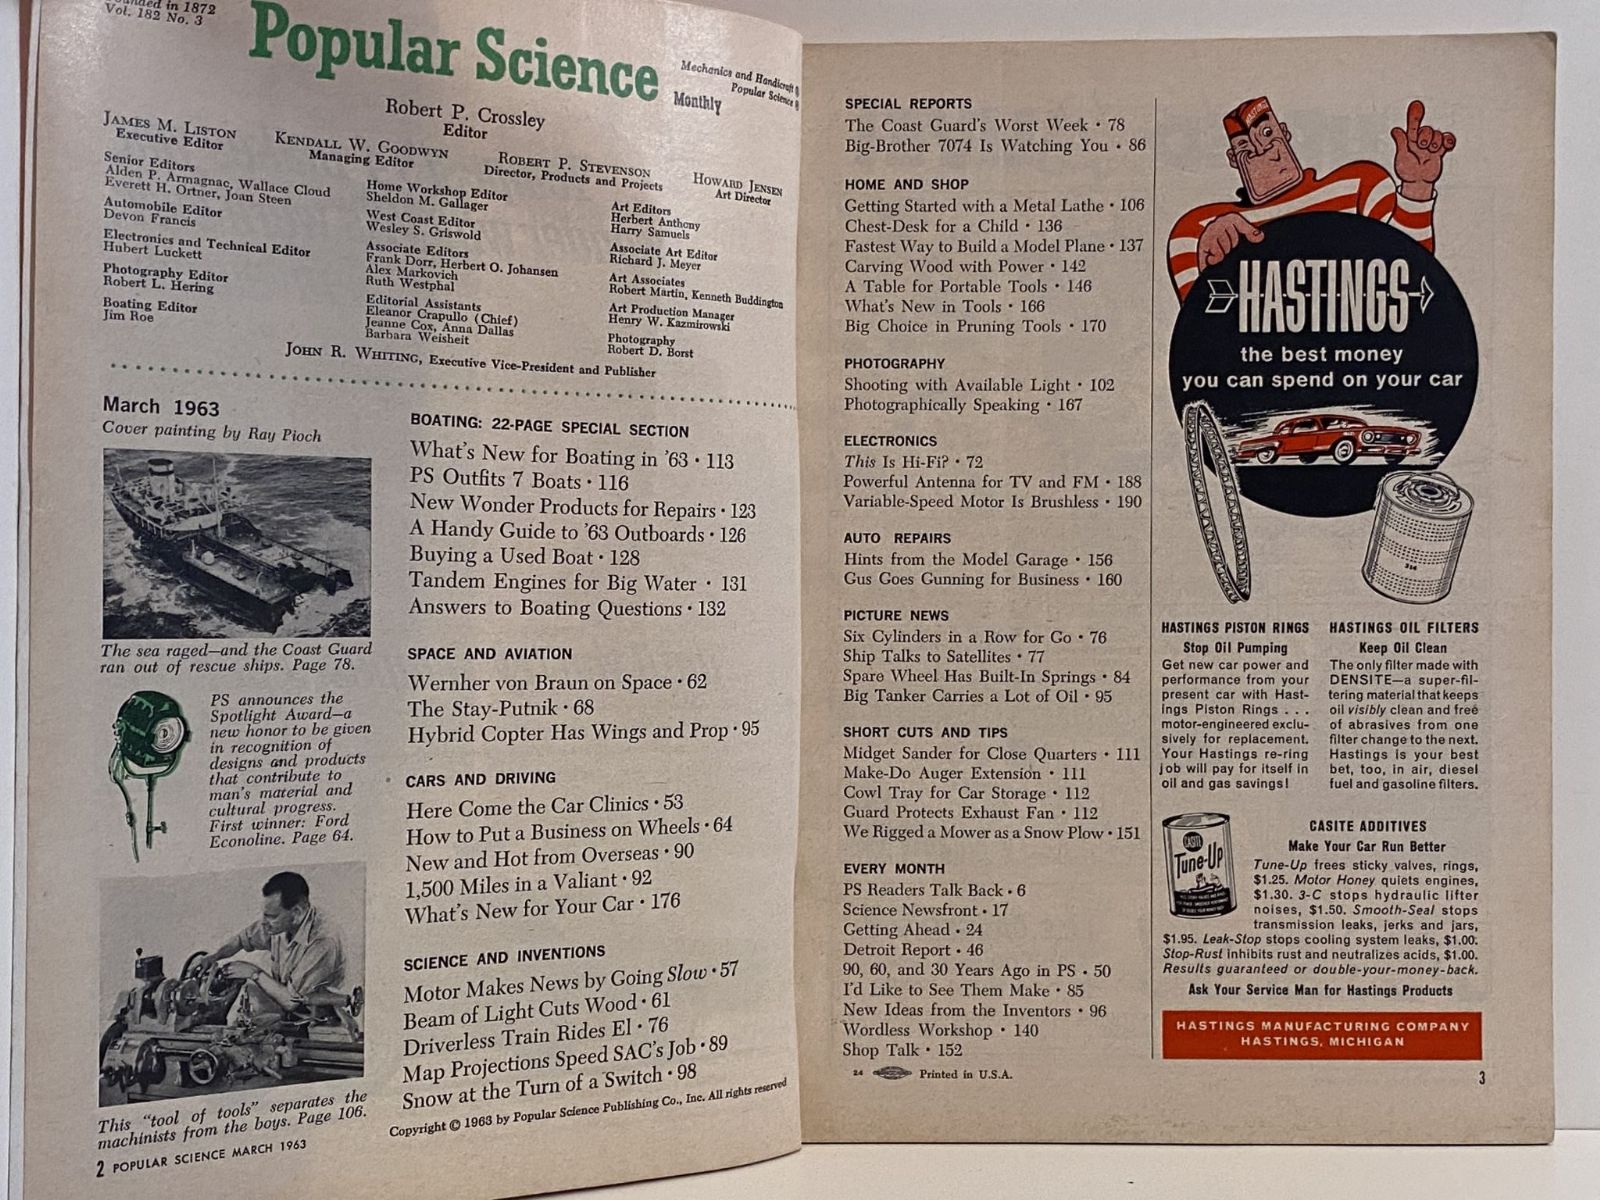 Founded in 1872
Vol. 182 No. 3
Popular Science
Monthly
Mechanics and Handicraft
Popular Science
Robert P. Crossley
Editor
JAMES M. LISTON
Executive Editor
KENDALL W. GOODWYN
Managing Editor
ROBERT P. STEVENSON
Director, Products and Projects
HOWARD JENSEN
Art Director
Senior Editors
Alden P. Armagnac, Wallace Cloud
Everett H. Ortner, Joan Steen
Automobile Editor
Devon Francis
Electronics and Technical Editor
Hubert Luckett
Photography Editor
Robert L. Hering
Boating Editor
Jim Roe
Home Workshop Editor
Sheldon M. Gallager
West Coast Editor
Wesley S. Griswold
Associate Editors
Frank Dorr, Herbert O. Johansen
Alex Markovich
Ruth Westphal
Editorial Assistants
Eleanor Crapullo (Chief)
Jeanne Cox, Anna Dallas
Barbara Weisheit
Art Editors
Herbert Anthony
Harry Samuels
Associate Art Editor
Richard J. Meyer
Art Associates
Robert Martin, Kenneth Buddington
Art Production Manager
Henry W. Kazmirowski
Photography
Robert D. Borst
JOHN R. WHITING, Executive Vice-President and Publisher
March 1963
Cover painting by Ray Pioch
The sea raged—and the Coast Guard
ran out of rescue ships. Page 78.
PS announces the
Spotlight Award—a
new honor to be given
in recognition of
designs and products
that contribute to
man's material and
cultural progress.
First winner: Ford
Econoline. Page 64.
This "tool of tools" separates the
machinists from the boys. Page 106.
2 POPULAR SCIENCE MARCH 1963
BOATING: 22-PAGE SPECIAL SECTION
What's New for Boating in '63 • 113
PS Outfits 7 Boats • 116
New Wonder Products for Repairs • 123
A Handy Guide to '63 Outboards • 126
Buying a Used Boat • 128
Tandem Engines for Big Water • 131
Answers to Boating Questions • 132
SPACE AND AVIATION
Wernher von Braun on Space • 62
The Stay-Putnik • 68
Hybrid Copter Has Wings and Prop • 95
CARS AND DRIVING
Here Come the Car Clinics • 53
How to Put a Business on Wheels • 64
New and Hot from Overseas • 90
1,500 Miles in a Valiant • 92
What's New for Your Car • 176
SCIENCE AND INVENTIONS
Motor Makes News by Going Slow • 57
Beam of Light Cuts Wood • 61
Driverless Train Rides El • 76
Map Projections Speed SAC's Job • 89
Snow at the Turn of a Switch • 98
Copyright © 1963 by Popular Science Publishing Co., Inc. All rights reserved
SPECIAL REPORTS
The Coast Guard's Worst Week • 78
Big-Brother 7074 Is Watching You • 86
HOME AND SHOP
Getting Started with a Metal Lathe • 106
Chest-Desk for a Child • 136
Fastest Way to Build a Model Plane • 137
Carving Wood with Power • 142
A Table for Portable Tools • 146
What's New in Tools • 166
Big Choice in Pruning Tools • 170
PHOTOGRAPHY
Shooting with Available Light • 102
Photographically Speaking • 167
ELECTRONICS
This Is Hi-Fi? • 72
Powerful Antenna for TV and FM • 188
Variable-Speed Motor Is Brushless • 190
AUTO REPAIRS
Hints from the Model Garage • 156
Gus Goes Gunning for Business • 160
PICTURE NEWS
Six Cylinders in a Row for Go • 76
Ship Talks to Satellites • 77
Spare Wheel Has Built-In Springs • 84
Big Tanker Carries a Lot of Oil • 95
SHORT CUTS AND TIPS
Midget Sander for Close Quarters • 111
Make-Do Auger Extension • 111
Cowl Tray for Car Storage • 112
Guard Protects Exhaust Fan • 112
We Rigged a Mower as a Snow Plow • 151
EVERY MONTH
PS Readers Talk Back • 6
Science Newsfront • 17
Getting Ahead • 24
Detroit Report • 46
90, 60, and 30 Years Ago in PS • 50
I'd Like to See Them Make • 85
New Ideas from the Inventors • 96
Wordless Workshop • 140
Shop Talk • 152
24 Printed in U.S.A.
HASTINGS
HASTINGS
the best money
you can spend on your car
HASTINGS PISTON RINGS
Stop Oil Pumping
Get new car power and
performance from your
present car with Hast-
ings Piston Rings . . .
motor-engineered exclu-
sively for replacement.
Your Hastings re-ring
job will pay for itself in
oil and gas savings!
HASTINGS OIL FILTERS
Keep Oil Clean
The only filter made with
DENSITE—a super-fil-
tering material that keeps
oil visibly clean and free
of abrasives from one
filter change to the next.
Hastings is your best
bet, too, in air, diesel
fuel and gasoline filters.
CASITE
Tune-Up
CASITE ADDITIVES
Make Your Car Run Better
Tune-Up frees sticky valves, rings,
$1.25. Motor Honey quiets engines,
$1.30. 3-C stops hydraulic lifter
noises, $1.50. Smooth-Seal stops
transmission leaks, jerks and jars,
$1.95. Leak-Stop stops cooling system leaks, $1.00.
Stop-Rust inhibits rust and neutralizes acids, $1.00.
Results guaranteed or double-your-money-back.
Ask Your Service Man for Hastings Products
HASTINGS MANUFACTURING COMPANY
HASTINGS, MICHIGAN
3